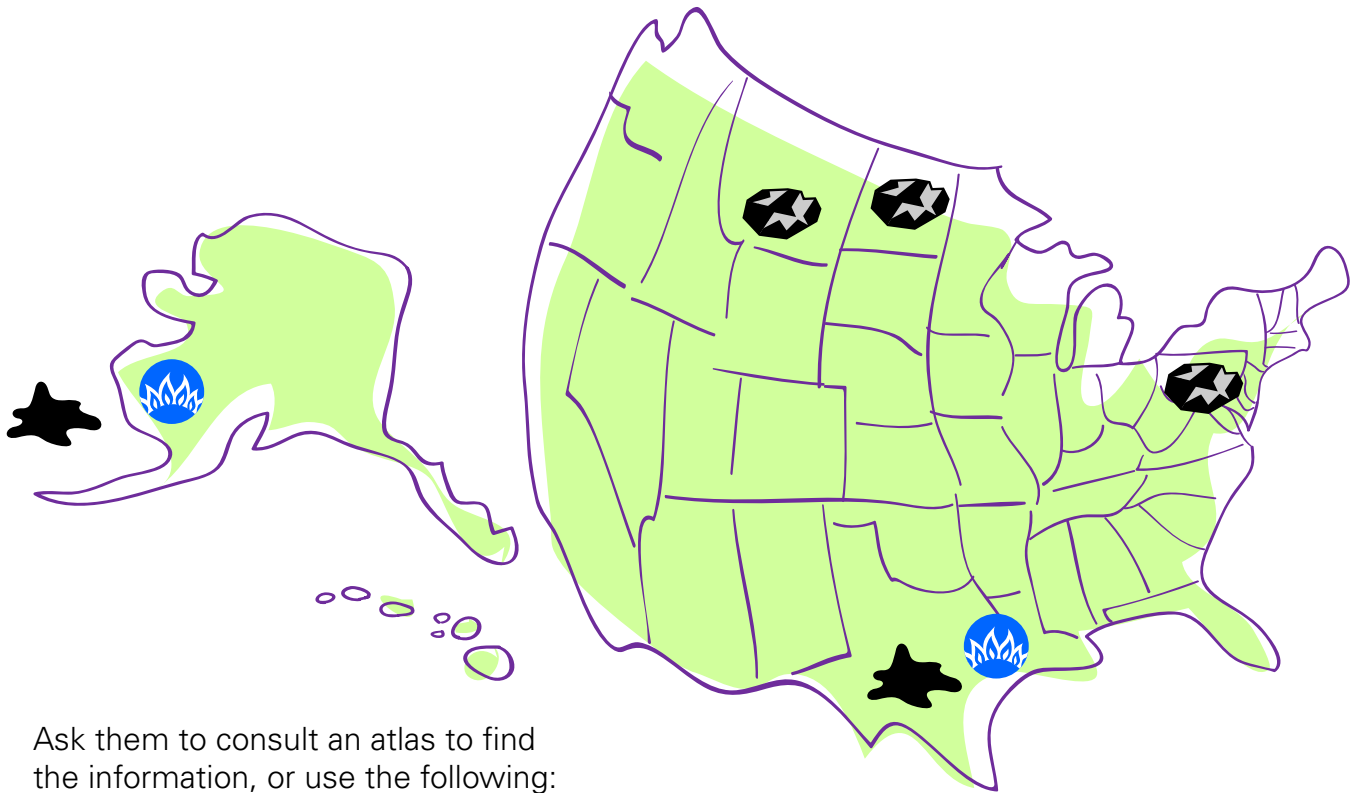 Ask them to consult an atlas to find
the information, or use the following: